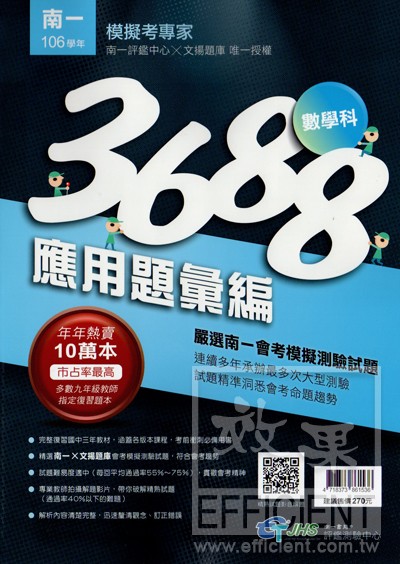 南一
106學年
模擬考專家
南一評鑑中心×文揚題庫 唯一授權
3688
數學科
應用題彙編
年年熱賣
10萬本
市占率最高
多數九年級教師
指定復習題本
嚴選南一會考模擬測驗試題
連續多年承辦最多次大型測驗
試題精準洞悉會考命題趨勢
• 完整復習國中三年教材,涵蓋各版本課程,考前衝刺必備用書
• 精選南一×文揚題庫會考模擬測驗試題,符合會考趨勢
• 試題難易度適中(每回平均通過率55%~75%),貫徹會考精神
• 專業教師拍攝解題影片,帶你破解精熟試題
(通過率40%以下的試題)
• 解析內容清楚完整,迅速釐清觀念、訂正錯誤
效果
EFFICIENT
www.efficient.com.tw
4 718373 861536
建議售價270元
JHS
評鑑測驗中心